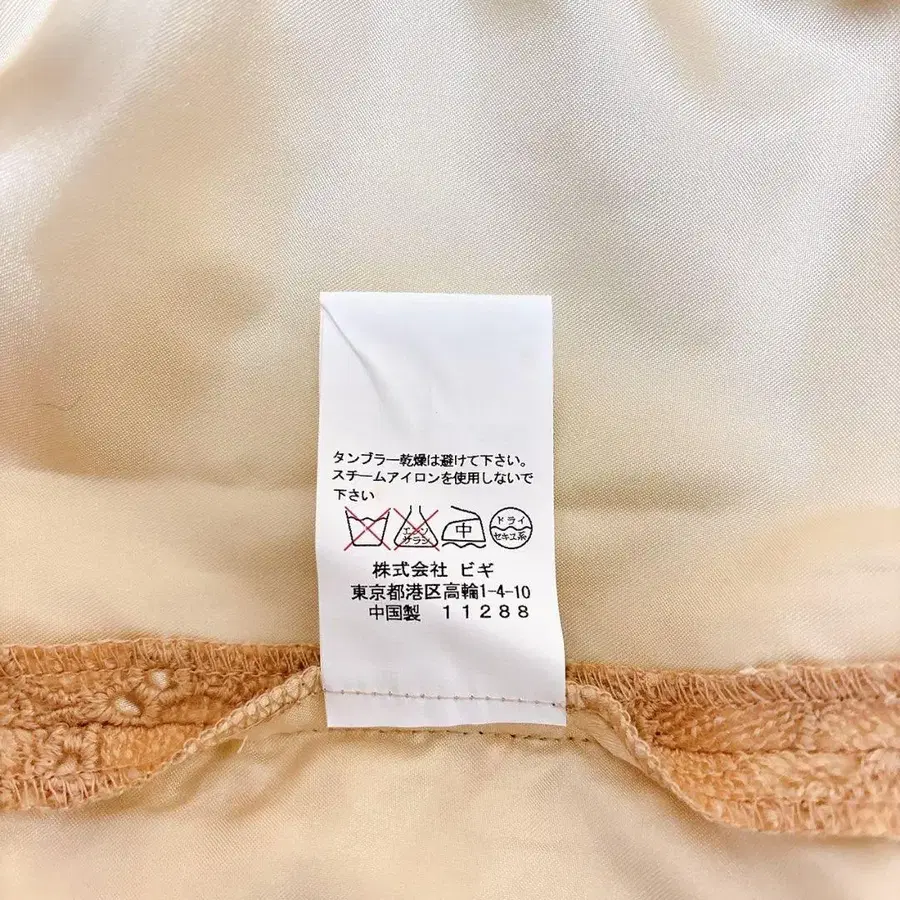 タンブラー乾燥は避けて下さい。
スチームアイロンを使用しないで
下さい
エンソ
サラシ
中
ドライ
セキユ系
株式会社 ビギ
東京都港区高輪1-4-10
中国製 11288